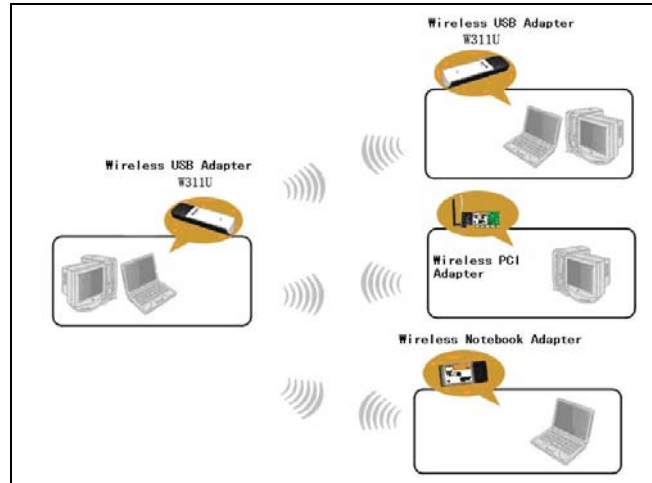 Wireless USB Adapter
W311U
Wireless USB Adapter
W311U
Wireless PCI
Adapter
Wireless Notebook Adapter